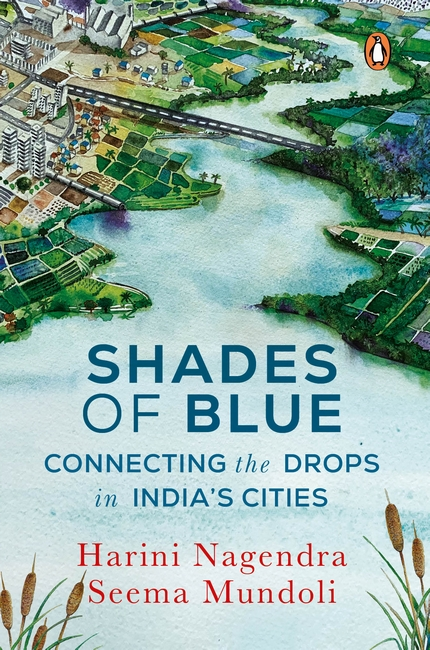 SHADES
OF BLUE
CONNECTING the DROPS
in INDIA'S CITIES
Harini Nagendra
Seema Mundoli